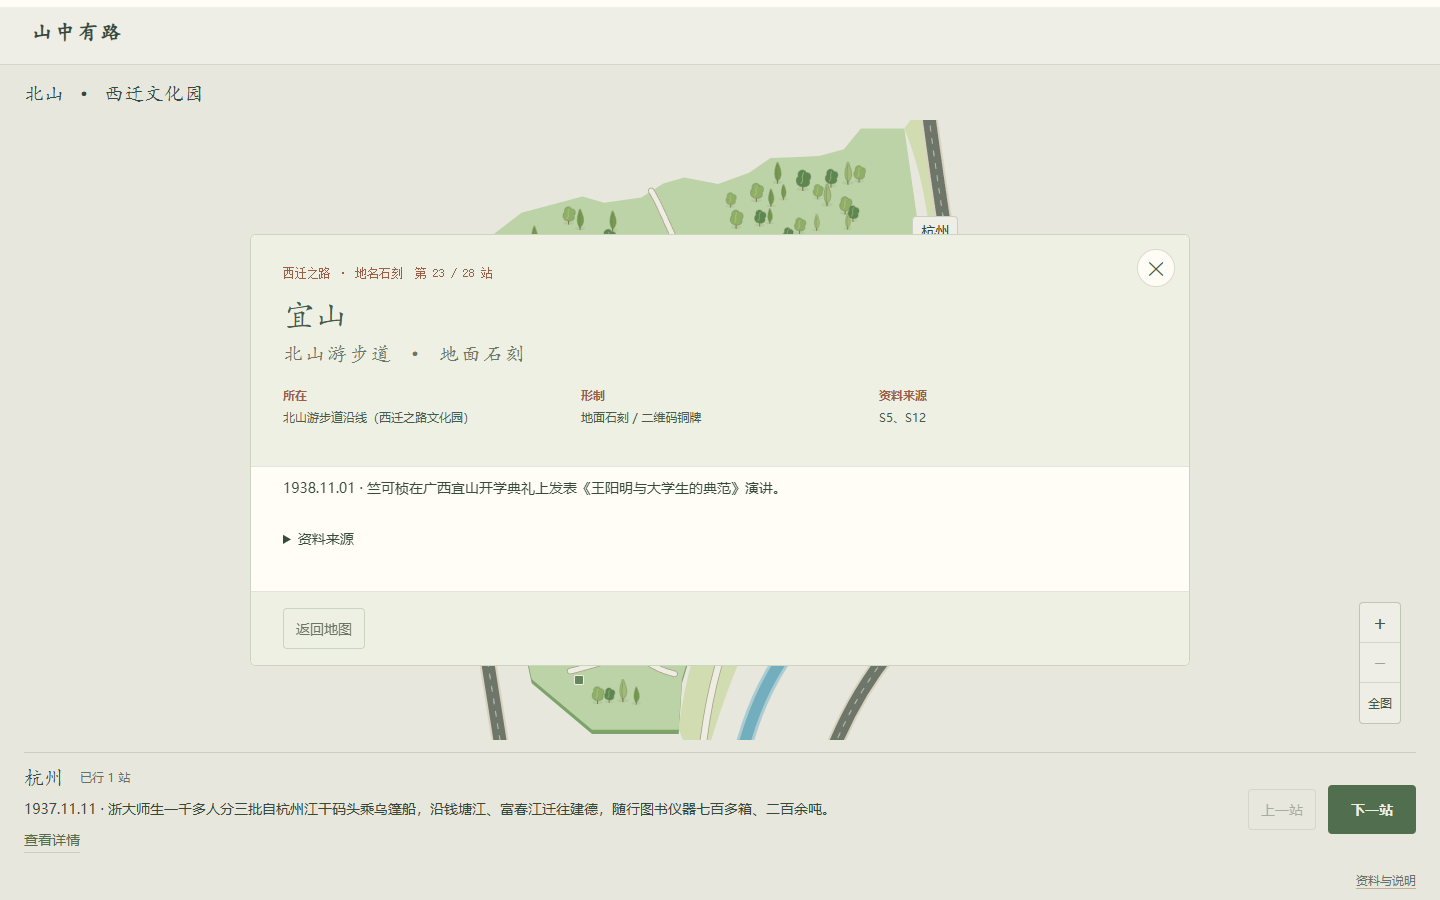 山中有路
北山 • 西迁文化园
杭州
西迁之路 · 地名石刻 第 23 / 28 站
宜山
北山游步道 • 地面石刻
所在 形制 资料来源
北山游步道沿线（西迁之路文化园） 地面石刻 / 二维码铜牌 S5、S12
1938.11.01 · 竺可桢在广西宜山开学典礼上发表《王阳明与大学生的典范》演讲。
▶ 资料来源
返回地图
+
−
全图
杭州 已行 1 站
1937.11.11 · 浙大师生一千多人分三批自杭州江干码头乘乌篷船，沿钱塘江、富春江迁往建德，随行图书仪器七百多箱、二百余吨。
查看详情
上一站 下一站
资料与说明